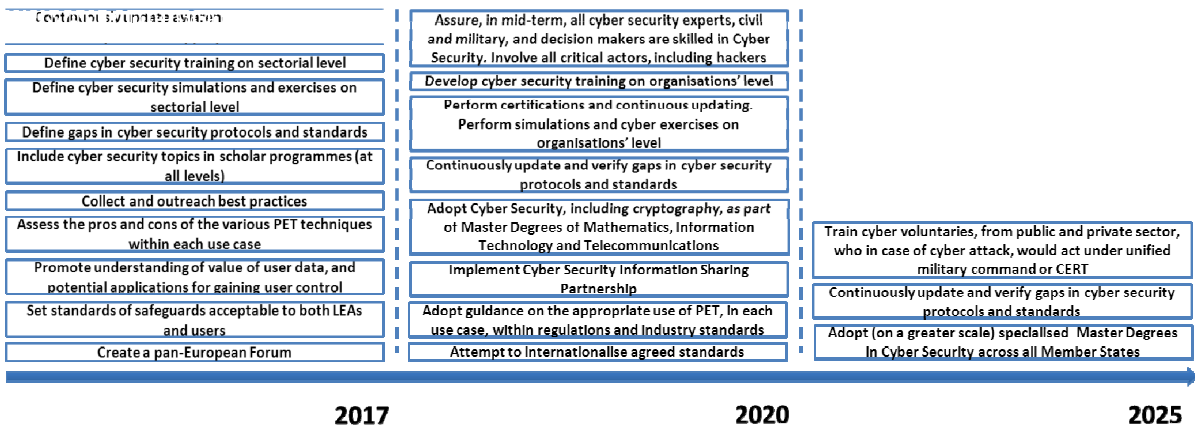 Continuously update
Define cyber security training on sectorial level
Define cyber security simulations and exercises on
sectorial level
Define gaps in cyber security protocols and standards
Include cyber security topics in scholar programmes (at
all levels)
Collect and outreach best practices
Assess the pros and cons of the various PET techniques
within each use case
Promote understanding of value of user data, and
potential applications for gaining user control
Set standards of safeguards acceptable to both LEAs
and users
Create a pan-European Forum
Assure, in mid-term, all cyber security experts, civil
and military, and decision makers are skilled in Cyber
Security. Involve all critical actors, including hackers
Develop cyber security training on organisations' level
Perform certifications and continuous updating.
Perform simulations and cyber exercises on
organisations' level
Continuously update and verify gaps in cyber security
protocols and standards
Adopt Cyber Security, including cryptography, as part
of Master Degrees of Mathematics, Information
Technology and Telecommunications
Implement Cyber Security Information Sharing
Partnership
Adopt guidance on the appropriate use of PET, in each
use case, within regulations and industry standards
Attempt to internationalise agreed standards
Train cyber voluntaries, from public and private sector,
who in case of cyber attack, would act under unified
military command or CERT
Continuously update and verify gaps in cyber security
protocols and standards
Adopt (on a greater scale) specialised Master Degrees
in Cyber Security across all Member States
2017
2020
2025